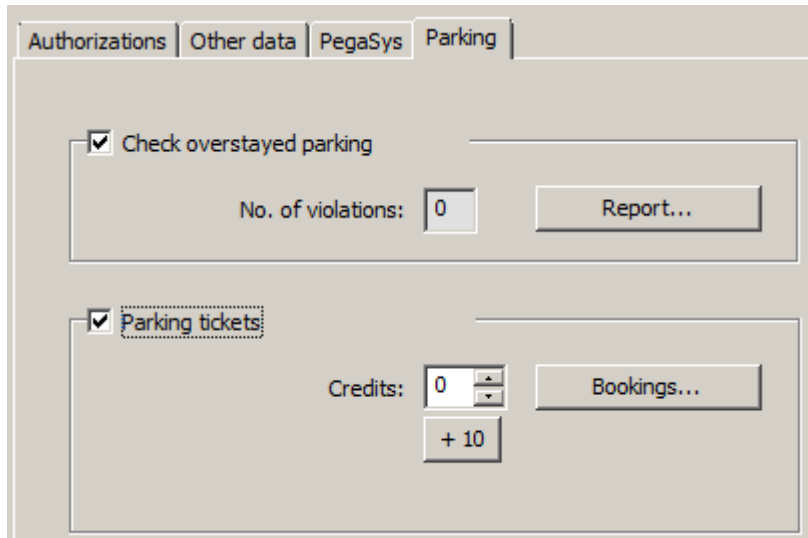 Authorizations Other data PegaSys Parking
Check overstayed parking
No. of violations: 0 Report...
Parking tickets
Credits: 0 Bookings...
+ 10